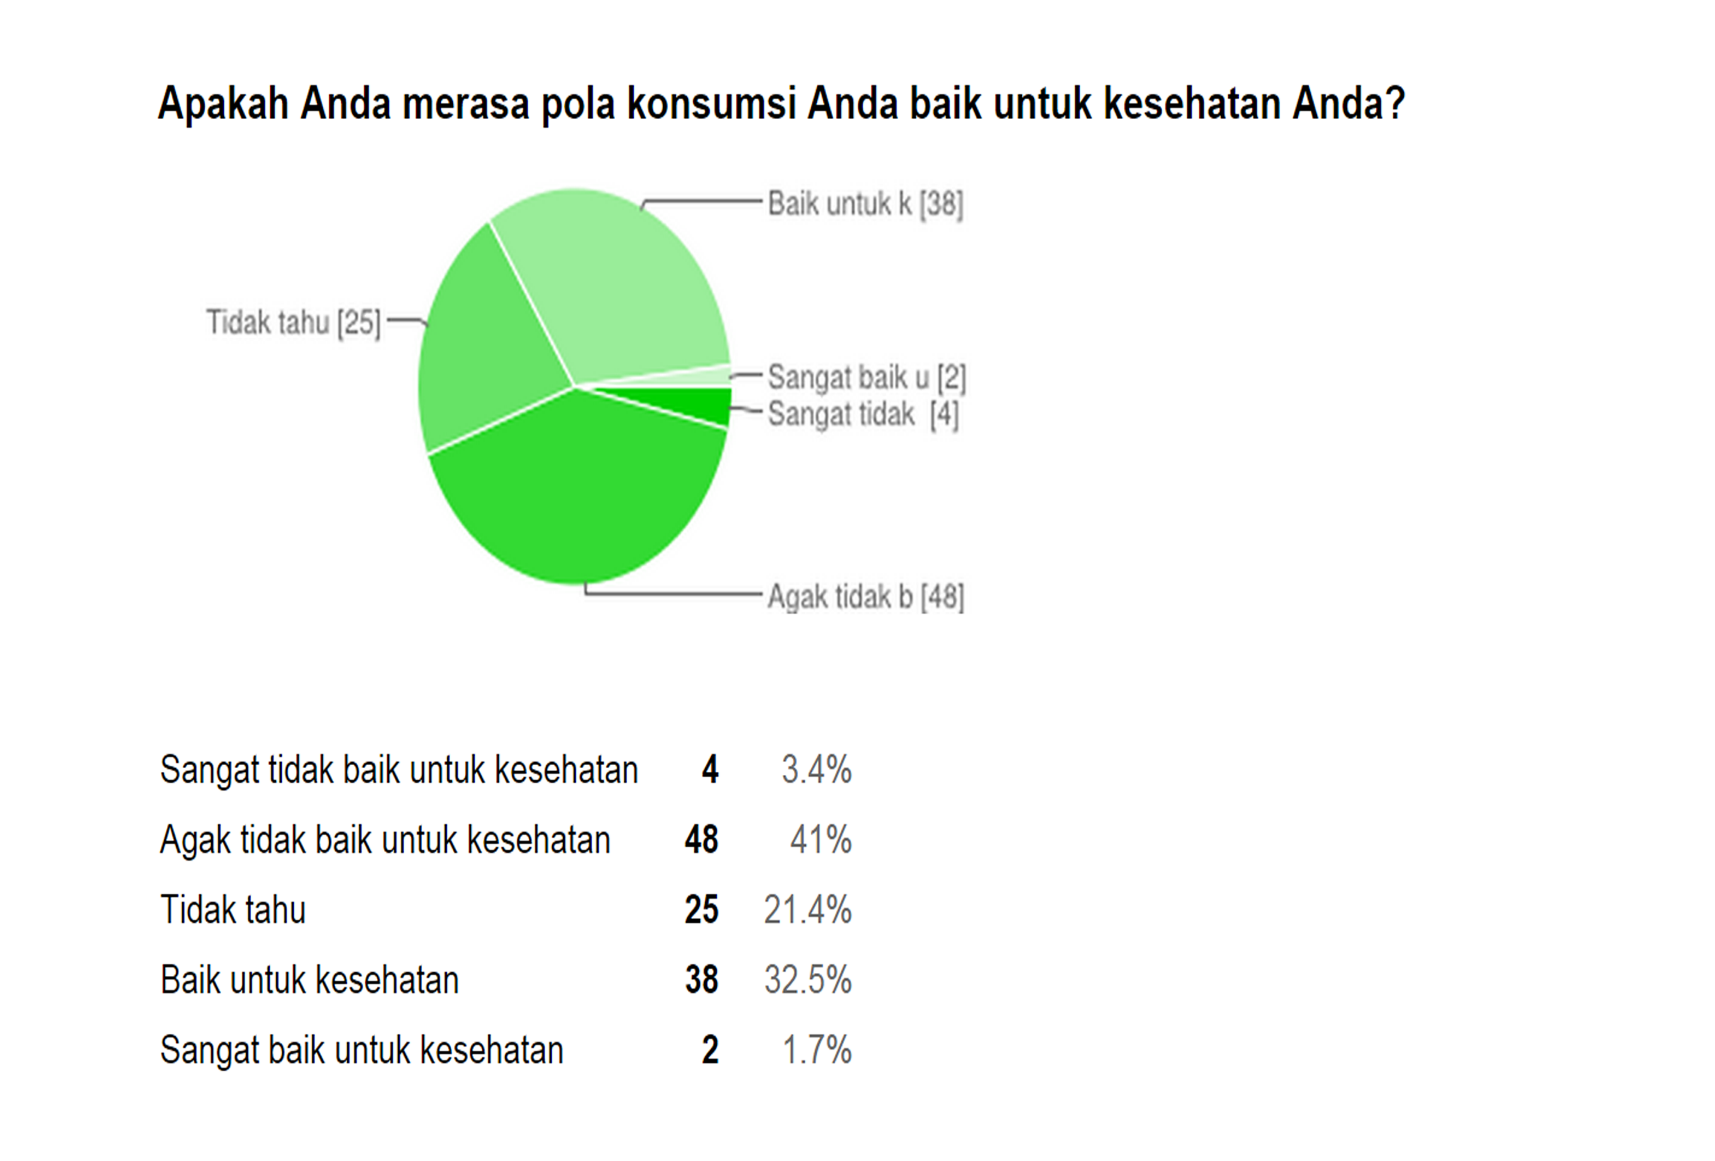 Apakah Anda merasa pola konsumsi Anda baik untuk kesehatan Anda?
Baik untuk k [38]
Tidak tahu [25]
Sangat baik u [2]
Sangat tidak [4]
Agak tidak b [48]
Sangat tidak baik untuk kesehatan 4 3.4%
Agak tidak baik untuk kesehatan 48 41%
Tidak tahu 25 21.4%
Baik untuk kesehatan 38 32.5%
Sangat baik untuk kesehatan 2 1.7%